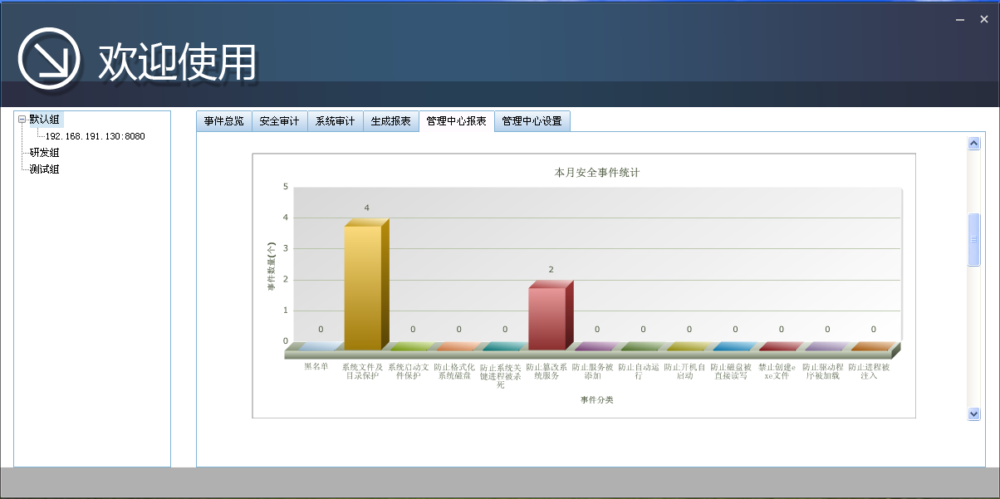 欢迎使用
默认组
192.168.191.130:8080
研发组
测试组
事件总览 安全审计 系统审计 生成报表 管理中心报表 管理中心设置
本月安全事件统计
事件数量(个)
5
4
3
2
1
0
0 4 0 0 0 2 0 0 0 0 0 0 0
黑名单
系统文件及
目录保护
系统启动文
件保护
防止格式化
系统磁盘
防止系统关
键进程被杀
死
防止篡改系
统服务
防止服务被
添加
防止自动运
行
防止开机自
启动
防止磁盘被
直接读写
禁止创建e
xe文件
防止驱动程
序被加载
防止进程被
注入
事件分类